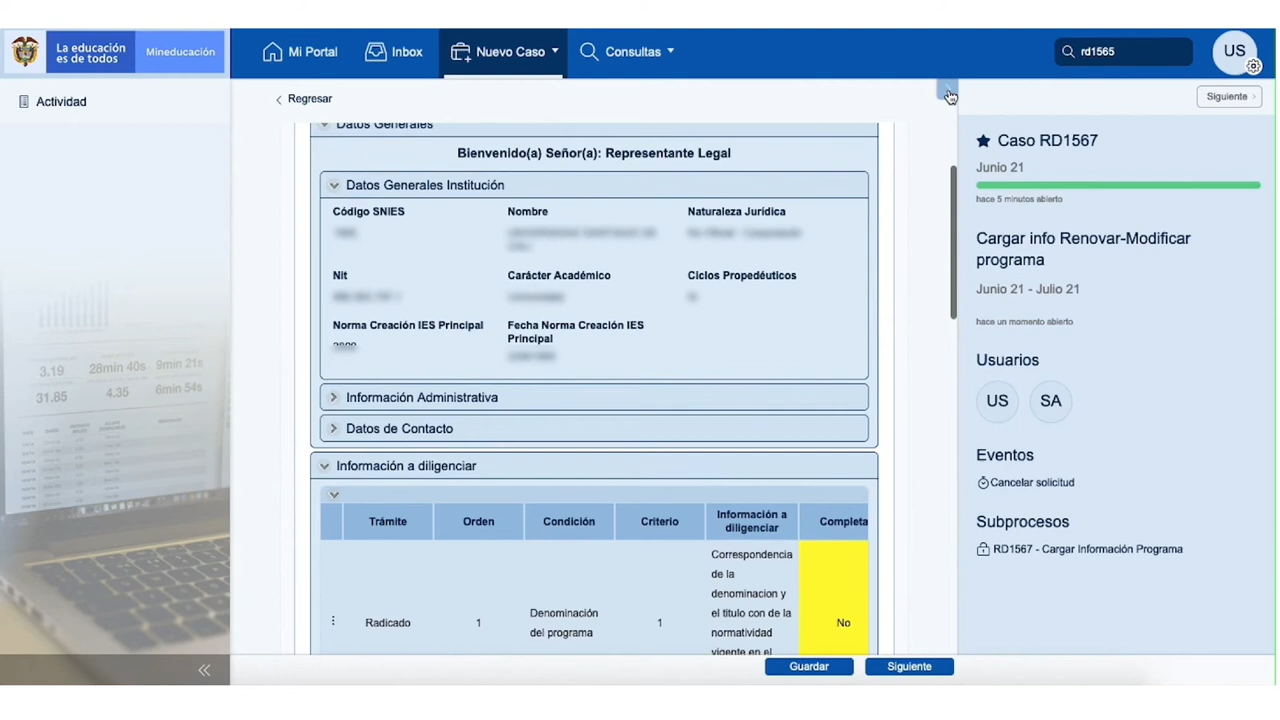 La educación
es de todos
Mineducación
Mi Portal
Inbox
Nuevo Caso
Consultas
rd1565
US
Actividad
Regresar
Siguiente
Datos Generales
Bienvenido(a) Señor(a): Representante Legal
Datos Generales Institución
Código SNIES
Nombre
Naturaleza Jurídica
Nit
Carácter Académico
Ciclos Propedéuticos
Norma Creación IES Principal
Fecha Norma Creación IES
Principal
Información Administrativa
Datos de Contacto
Información a diligenciar
Trámite
Orden
Condición
Criterio
Información a
diligenciar
Completa
Radicado
1
Denominación
del programa
1
Correspondencia
de la
denominacion y
el titulo con de la
normatividad
vigente en el
No
Guardar
Siguiente
Caso RD1567
Junio 21
hace 5 minutos abierto
Cargar info Renovar-Modificar
programa
Junio 21 - Julio 21
hace un momento abierto
Usuarios
US
SA
Eventos
Cancelar solicitud
Subprocesos
RD1567 - Cargar Información Programa
3.19
28min 40s
9min 21s
31.85
4.35
6min 54s